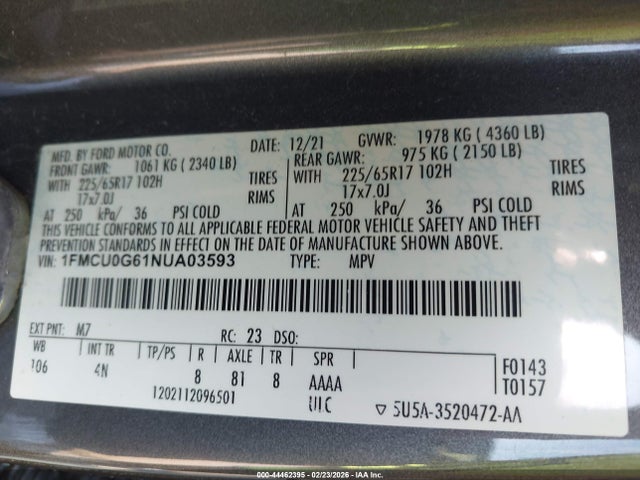 MFD. BY FORD MOTOR CO. DATE: 12/21 GVWR: 1978 KG ( 4360 LB)
FRONT GAWR: 1061 KG ( 2340 LB) REAR GAWR: 975 KG ( 2150 LB)
WITH 225/65R17 102H TIRES WITH 225/65R17 102H TIRES
17x7.0J RIMS 17x7.0J RIMS
AT 250 kPa/ 36 PSI COLD AT 250 kPa/ 36 PSI COLD
THIS VEHICLE CONFORMS TO ALL APPLICABLE FEDERAL MOTOR VEHICLE SAFETY AND THEFT
PREVENTION STANDARDS IN EFFECT ON THE DATE OF MANUFACTURE SHOWN ABOVE.
VIN: 1FMCU0G61NUA03593 TYPE: MPV
EXT PNT: M7 RC: 23 DSO:
WB INT TR TP/PS R AXLE TR SPR
106 4N 8 81 8 AAAA F0143
1202112096501 ULC T0157
5U5A-3520472-AA
000-44462395 - 02/23/2026 - IAAI.COM